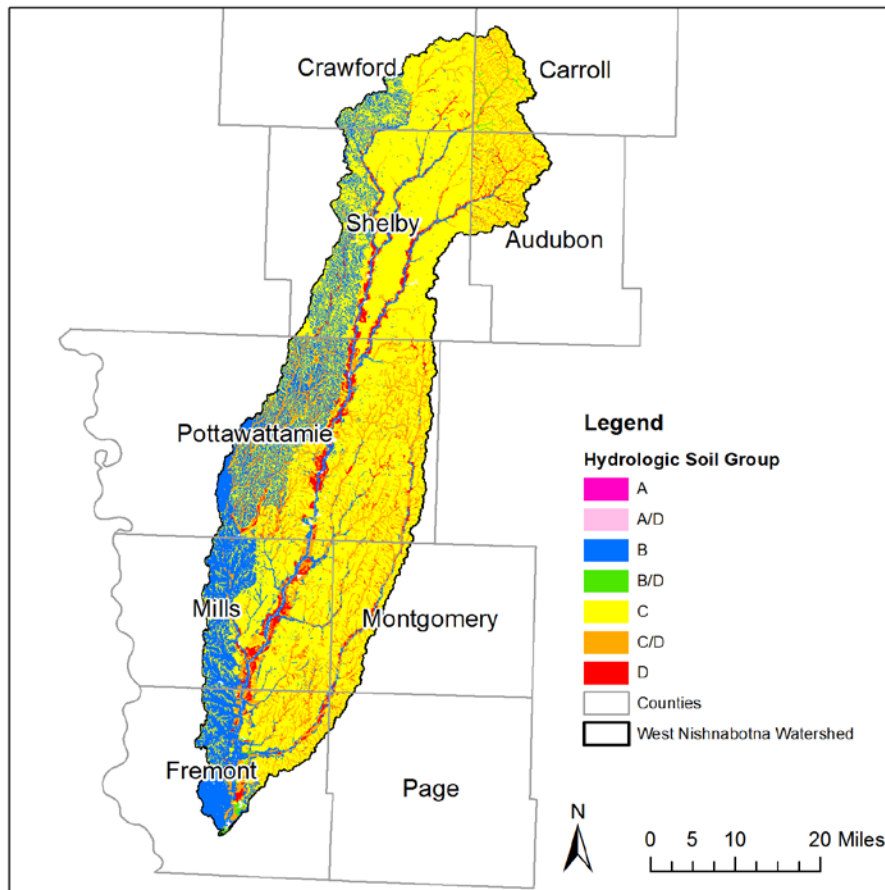 Crawford
Carroll
Shelby
Audubon
Pottawattamie
Mills
Montgomery
Fremont
Page
Legend
Hydrologic Soil Group
A
A/D
B
B/D
C
C/D
D
Counties
West Nishnabotna Watershed
N
0 5 10 20 Miles